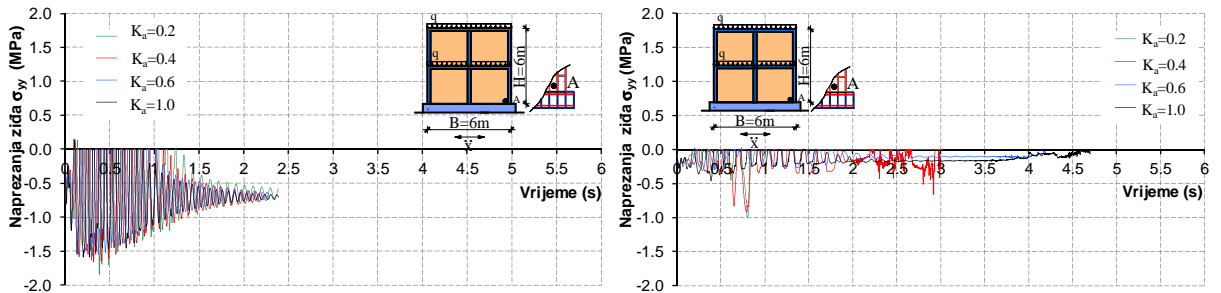 Naprezanja zida σyy (MPa)
2.0
1.5
1.0
0.5
0.0
-0.5
-1.0
-1.5
-2.0
Ka=0.2
Ka=0.4
Ka=0.6
Ka=1.0
q
q
H=6m
A
A
B=6m
ẍ
0 0.5 1 1.5 2 2.5 3 3.5 4 4.5 5 5.5 6
Vrijeme (s)
Naprezanja zida σyy (MPa)
2.0
1.5
1.0
0.5
0.0
-0.5
-1.0
-1.5
-2.0
q
q
H=6m
A
A
B=6m
ẍ
Ka=0.2
Ka=0.4
Ka=0.6
Ka=1.0
0 0.5 1 1.5 2 2.5 3 3.5 4 4.5 5 5.5 6
Vrijeme (s)